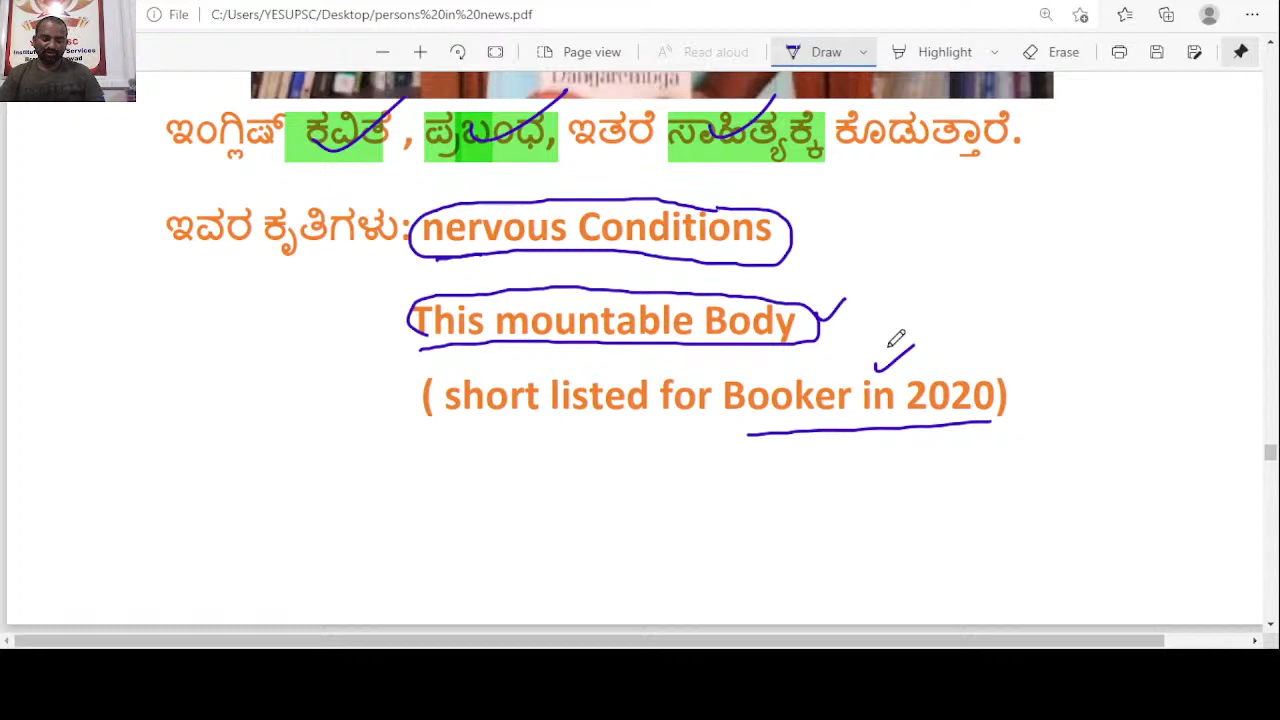 File C:/Users/YESUPSC/Desktop/persons%20in%20news.pdf
Page view Read aloud Draw Highlight Erase
Dangarembga
ಇಂಗ್ಲಿಷ್ ಕವಿತೆ , ಪ್ರಬಂಧ, ಇತರೆ ಸಾಹಿತ್ಯಕ್ಕೆ ಕೊಡುತ್ತಾರೆ.
ಇವರ ಕೃತಿಗಳು: nervous Conditions
This mountable Body
( short listed for Booker in 2020)